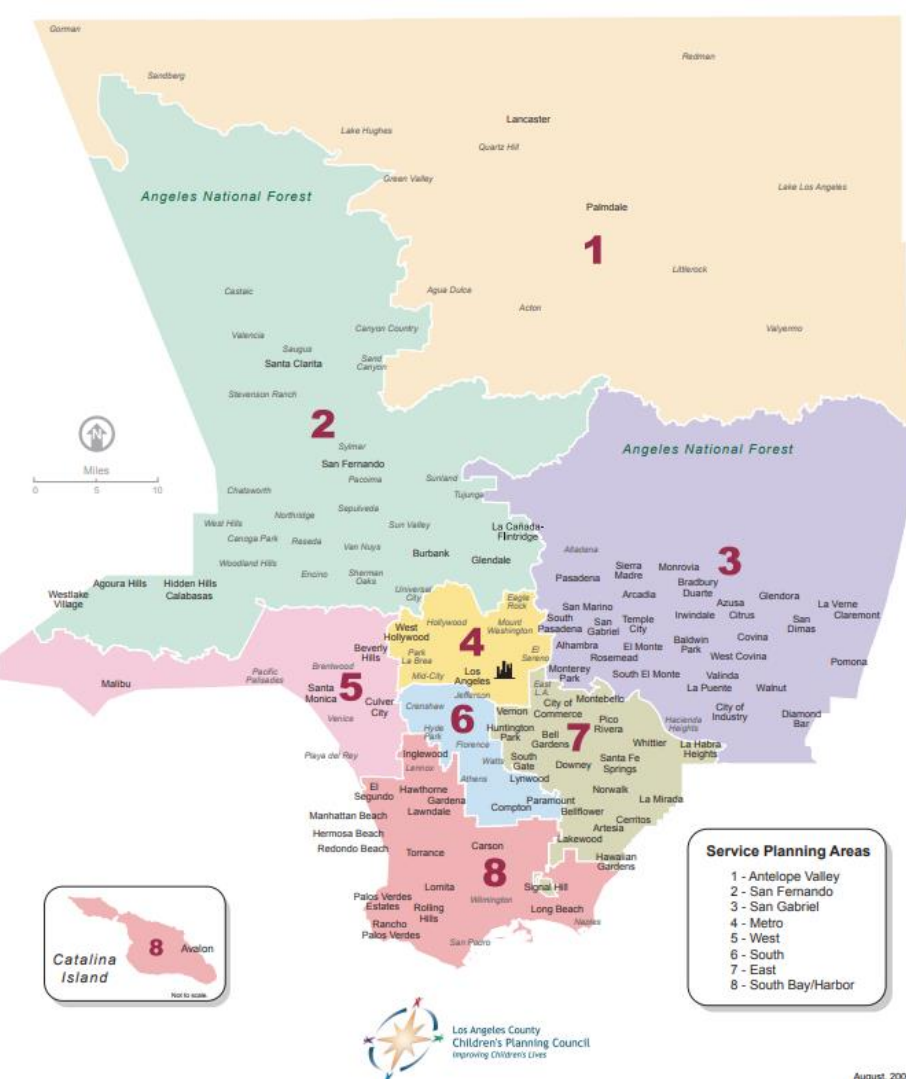 Gorman
Redman
Sandberg
Lancaster
Lake Hughes
Quartz Hill
Green Valley
Lake Los Angeles
Angeles National Forest
Palmdale
1
Littlerock
Castaic
Agua Dulce
Acton
Canyon Country
Valyermo
Valencia
Saugus
Santa Clarita
Sand
Canyon
Stevenson Ranch
2
N
Miles
0 5 10
Angeles National Forest
Sylmar
San Fernando
Pacoima
Sunland
Tujunga
Chatsworth
Northridge
Sepulveda
West Hills
Sun Valley
La Cañada-
Flintridge
Canoga Park
Reseda
Van Nuys
Burbank
Glendale
Woodland Hills
Encino
Sherman
Oaks
Universal
City
Agoura Hills
Hidden Hills
Calabasas
Westlake
Village
Altadena
3
Pasadena
Sierra
Madre
Monrovia
Bradbury
Duarte
Arcadia
Azusa
Glendora
La Verne
Claremont
San Marino
South
Pasadena
San
Gabriel
Temple
City
Irwindale
Citrus
San
Dimas
Alhambra
El Monte
Baldwin
Park
Covina
Rosemead
West Covina
Pomona
Monterey
Park
South El Monte
Valinda
La Puente
Walnut
City of
Industry
Diamond
Bar
Hacienda
Heights
La Habra
Heights
Eagle
Rock
West
Hollywood
Hollywood
Mount
Washington
4
Park
La Brea
El
Sereno
Mid-City
Los
Angeles
Beverly
Hills
Brentwood
Pacific
Palisades
5
Malibu
Santa
Monica
Culver
City
Venice
Playa del Rey
Jefferson
Crenshaw
6
Hyde
Park
Florence
Watts
Athens
Lynwood
Compton
Paramount
East
L.A.
Vernon
City of
Commerce
Montebello
Huntington
Park
Bell
Gardens
7
Pico
Rivera
Whittier
South
Gate
Downey
Santa Fe
Springs
Norwalk
La Mirada
Bellflower
Cerritos
Artesia
Lakewood
Hawaiian
Gardens
Inglewood
Lennox
El
Segundo
Hawthorne
Gardena
Lawndale
Manhattan Beach
Hermosa Beach
Redondo Beach
Torrance
Carson
8
Lomita
Signal Hill
Wilmington
Palos Verdes
Estates
Rolling
Hills
Long Beach
Rancho
Palos Verdes
Naples
San Pedro
8
Avalon
Catalina
Island
Not to scale.
Service Planning Areas
1 - Antelope Valley
2 - San Fernando
3 - San Gabriel
4 - Metro
5 - West
6 - South
7 - East
8 - South Bay/Harbor
Los Angeles County
Children's Planning Council
Improving Children's Lives
August, 200